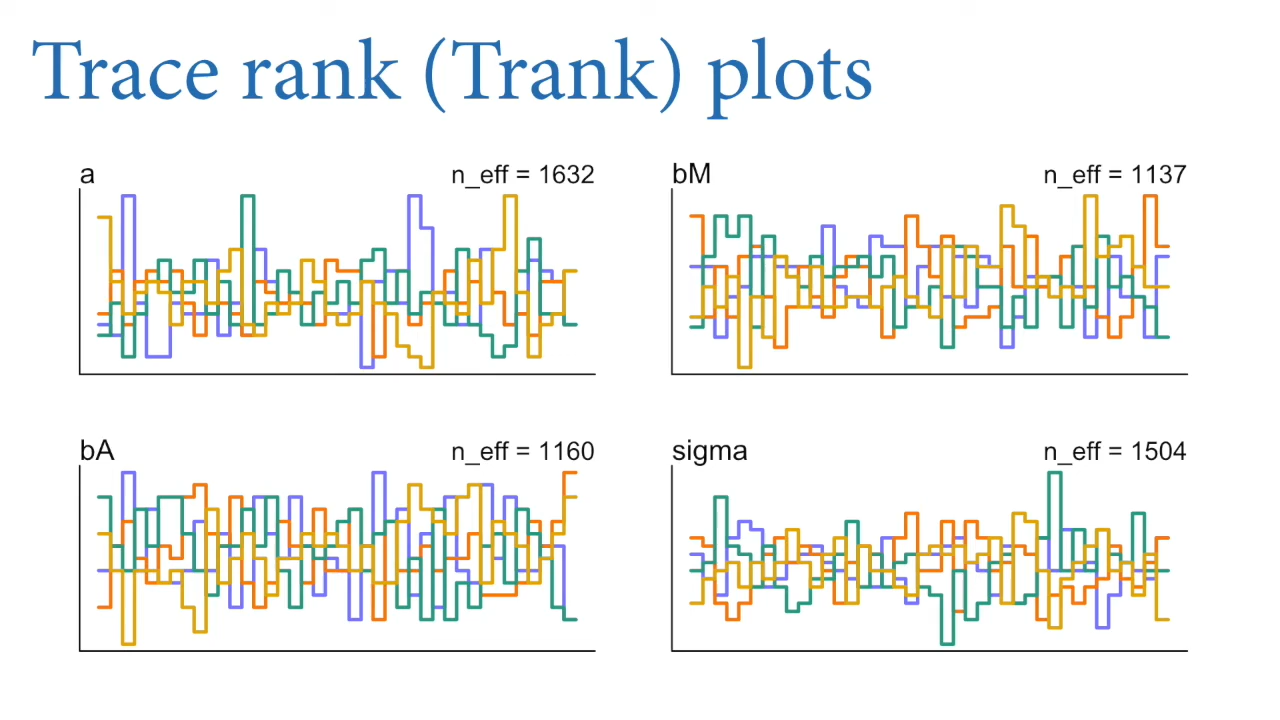 Trace rank (Trank) plots
a n_eff = 1632
bM n_eff = 1137
bA n_eff = 1160
sigma n_eff = 1504